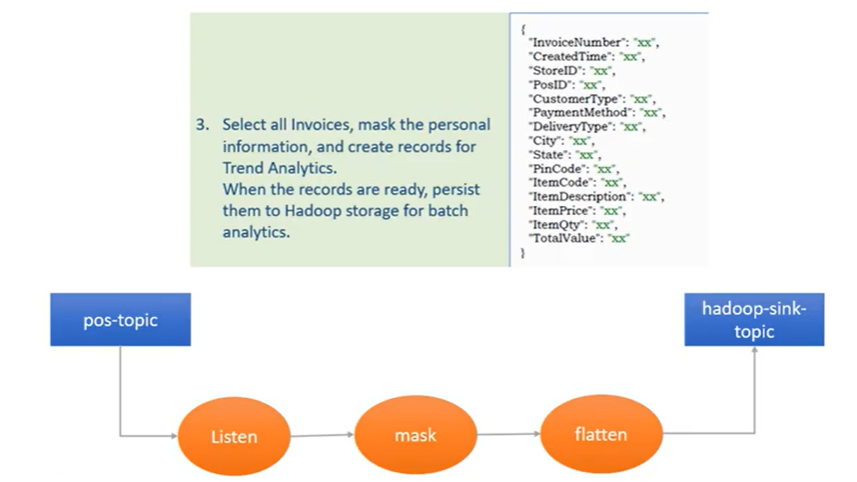 3. Select all Invoices, mask the personal
information, and create records for
Trend Analytics.
When the records are ready, persist
them to Hadoop storage for batch
analytics.
{
"InvoiceNumber": "xx",
"CreatedTime": "xx",
"StoreID": "xx",
"PosID": "xx",
"CustomerType": "xx",
"PaymentMethod": "xx",
"DeliveryType": "xx",
"City": "xx",
"State": "xx",
"PinCode": "xx",
"ItemCode": "xx",
"ItemDescription": "xx",
"ItemPrice": "xx",
"ItemQty": "xx",
"TotalValue": "xx"
}
pos-topic
hadoop-sink-
topic
Listen
mask
flatten